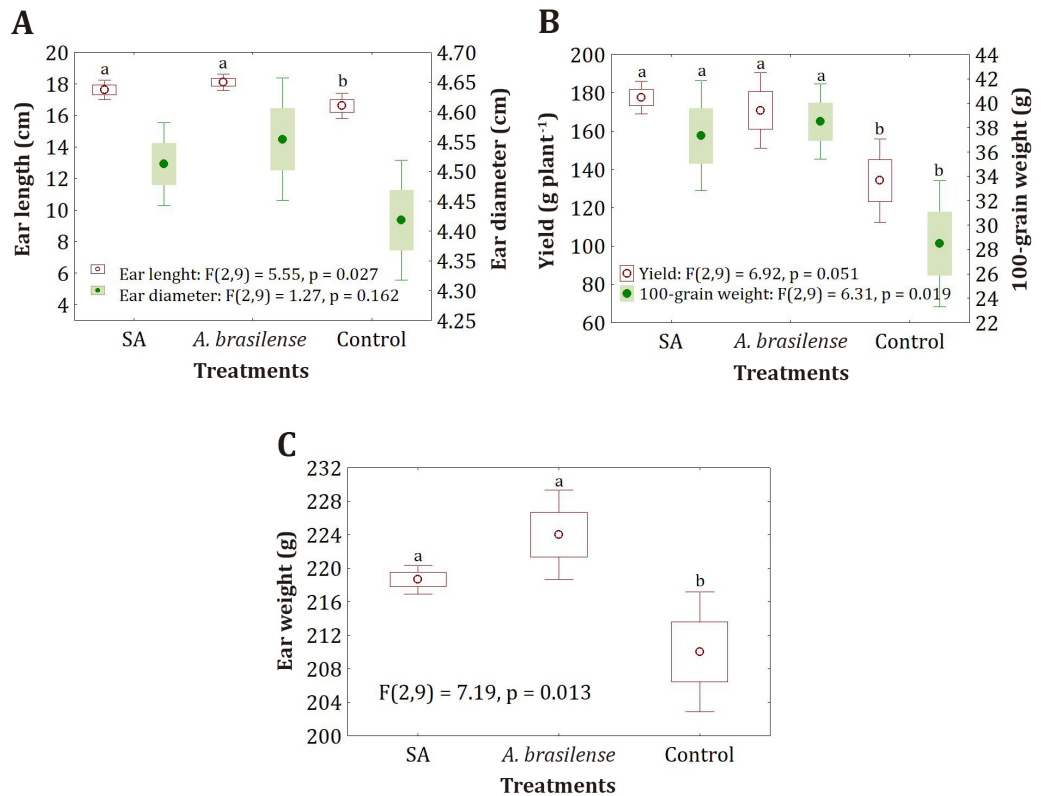 A
B
20
18
16
14
12
10
8
6
4
Ear length (cm)
a
a
b
4.70
4.65
4.60
4.55
4.50
4.45
4.40
4.35
4.30
4.25
Ear diameter (cm)
Ear lenght: F(2,9) = 5.55, p = 0.027
Ear diameter: F(2,9) = 1.27, p = 0.162
SA A. brasilense Control
Treatments
200
180
160
140
120
100
80
60
Yield (g plant-1)
a a a a
b b
44
42
40
38
36
34
32
30
28
26
24
22
100-grain weight (g)
Yield: F(2,9) = 6.92, p = 0.051
100-grain weight: F(2,9) = 6.31, p = 0.019
SA A. brasilense Control
Treatments
C
232
228
224
220
216
212
208
204
200
Ear weight (g)
a
a
b
F(2,9) = 7.19, p = 0.013
SA A. brasilense Control
Treatments